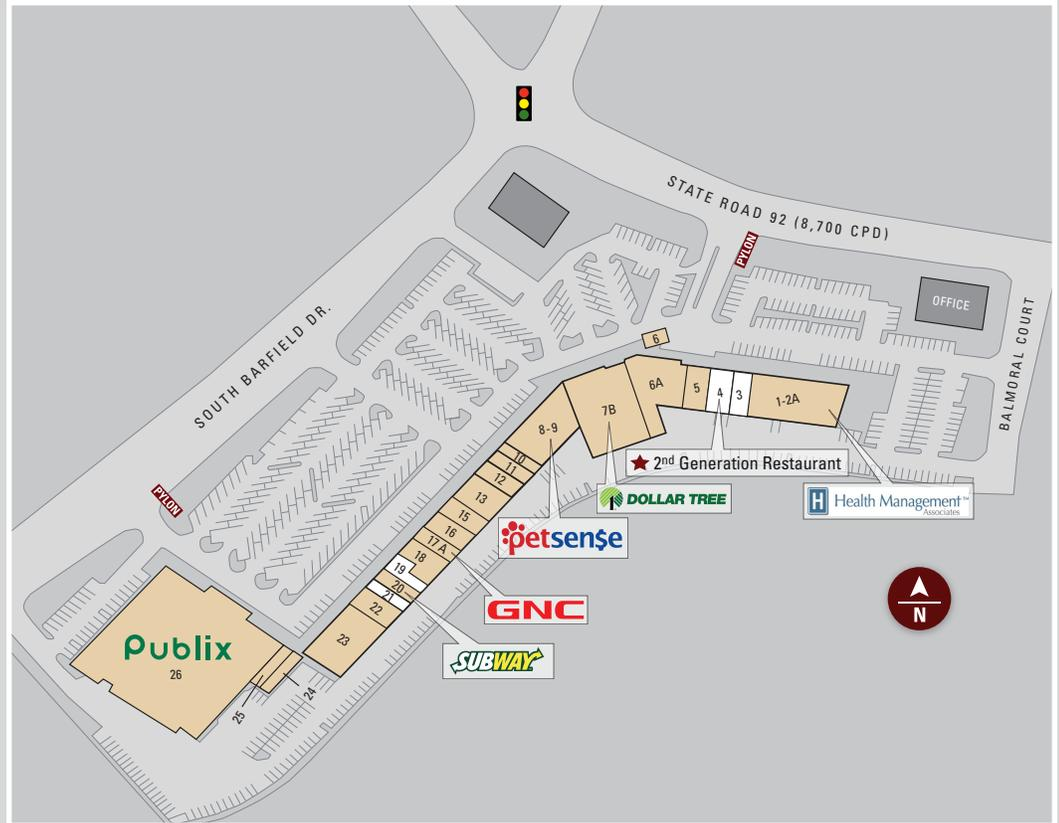 STATE ROAD 92 (8,700 CPD)
PYLON
OFFICE
SOUTH BARFIELD DR.
BALMORAL COURT
6
6A
5
4
3
1-2A
7B
8-9
★ 2nd Generation Restaurant
10
11
12
13
15
16
17A
18
19
20
21
22
23
DOLLAR TREE
H Health Management™
Associates
PYLON
petsense
GNC
SUBWAY
Publix
26
25
24
N